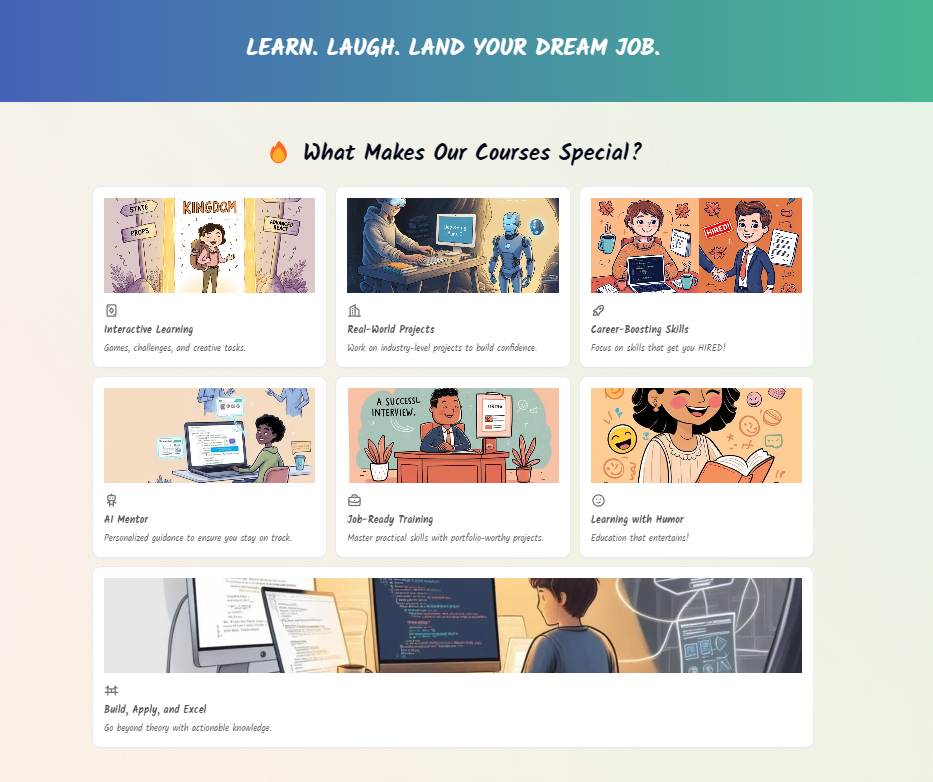 LEARN. LAUGH. LAND YOUR DREAM JOB.
What Makes Our Courses Special?
STATE
PROPS
KINGDOM
ADVANCED
REACT
Interactive Learning
Games, challenges, and creative tasks.
Real-World Projects
Work on industry-level projects to build confidence.
HIRED!
Career-Boosting Skills
Focus on skills that get you HIRED!
AI Mentor
Personalized guidance to ensure you stay on track.
A SUCCESSL
INTERVIEW.
Job-Ready Training
Master practical skills with portfolio-worthy projects.
Learning with Humor
Education that entertains!
Build, Apply, and Excel
Go beyond theory with actionable knowledge.